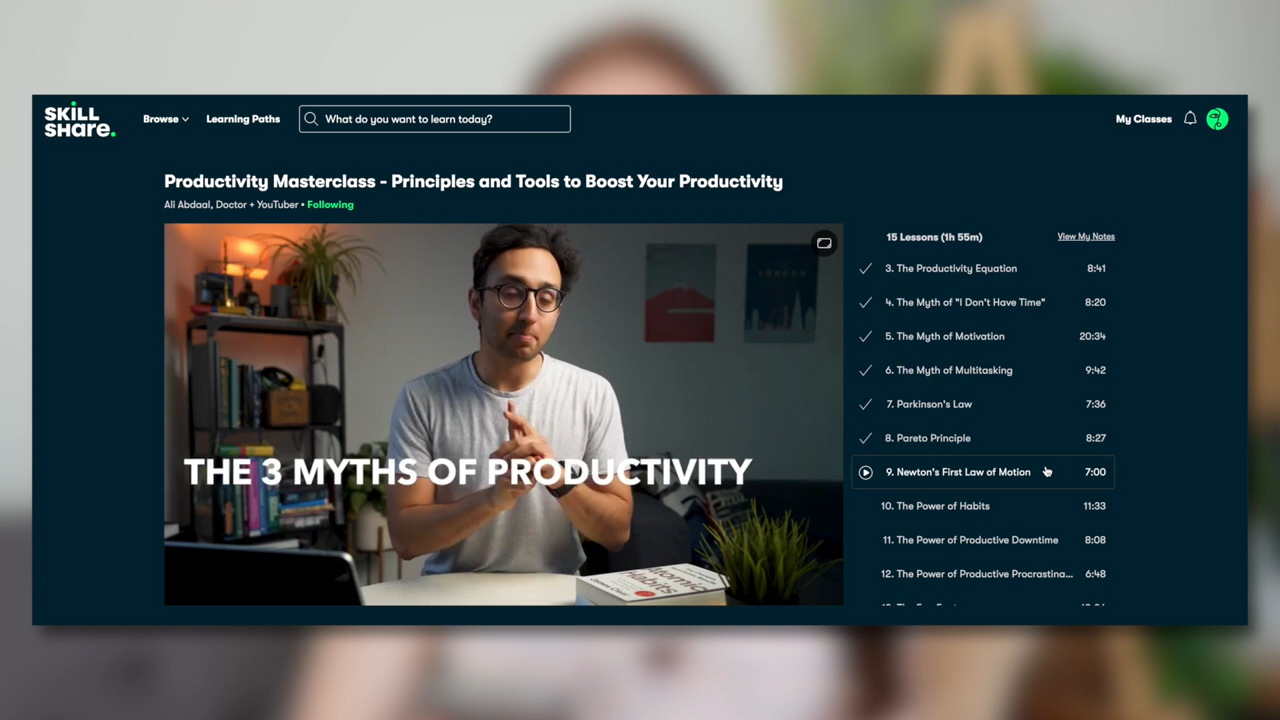 SKILL
SHARE.
Browse
Learning Paths
What do you want to learn today?
My Classes
Productivity Masterclass - Principles and Tools to Boost Your Productivity
Ali Abdaal, Doctor + YouTuber • Following
THE 3 MYTHS OF PRODUCTIVITY
LONDON
Atomic
Habits
15 Lessons (1h 55m)
View My Notes
3. The Productivity Equation 8:41
4. The Myth of "I Don't Have Time" 8:20
5. The Myth of Motivation 20:34
6. The Myth of Multitasking 9:42
7. Parkinson's Law 7:36
8. Pareto Principle 8:27
9. Newton's First Law of Motion 7:00
10. The Power of Habits 11:33
11. The Power of Productive Downtime 8:08
12. The Power of Productive Procrastina... 6:48